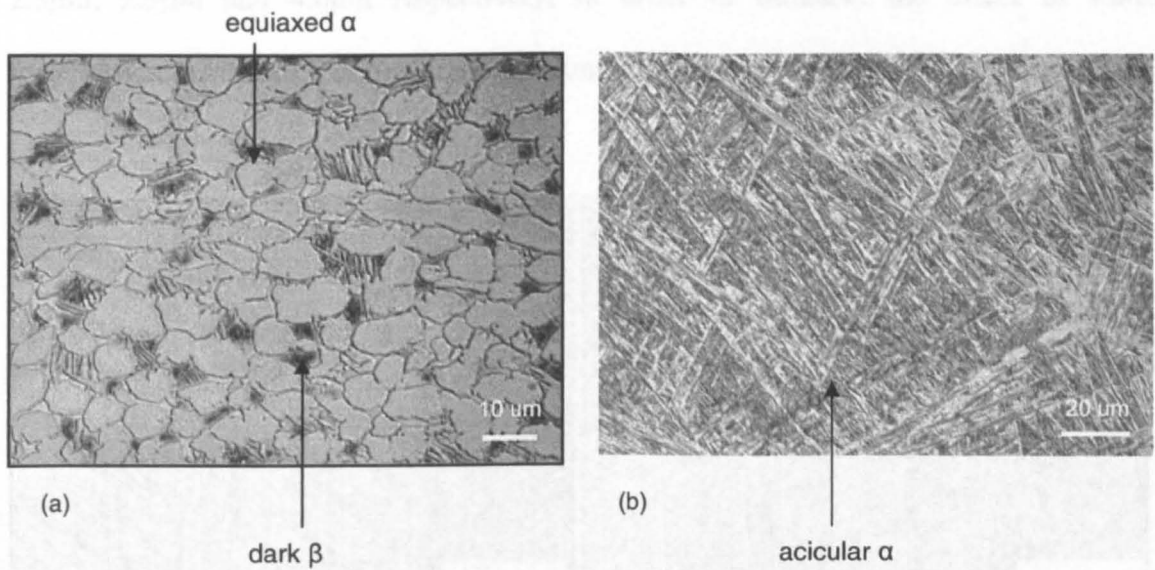 equiaxed α
10 um
20 um
(a)
(b)
dark β
acicular α